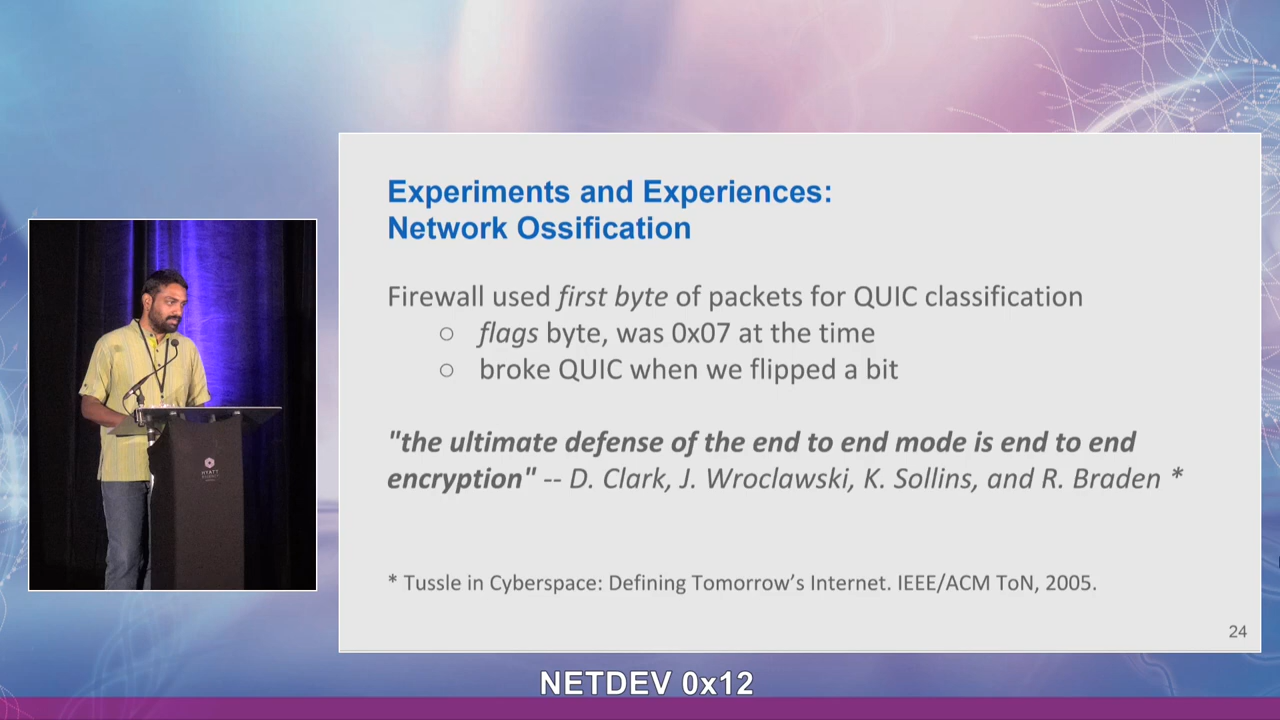 Experiments and Experiences:
Network Ossification
Firewall used first byte of packets for QUIC classification
○ flags byte, was 0x07 at the time
○ broke QUIC when we flipped a bit
"the ultimate defense of the end to end mode is end to end
encryption" -- D. Clark, J. Wroclawski, K. Sollins, and R. Braden *
* Tussle in Cyberspace: Defining Tomorrow’s Internet. IEEE/ACM ToN, 2005.
24
HYATT
NETDEV 0x12